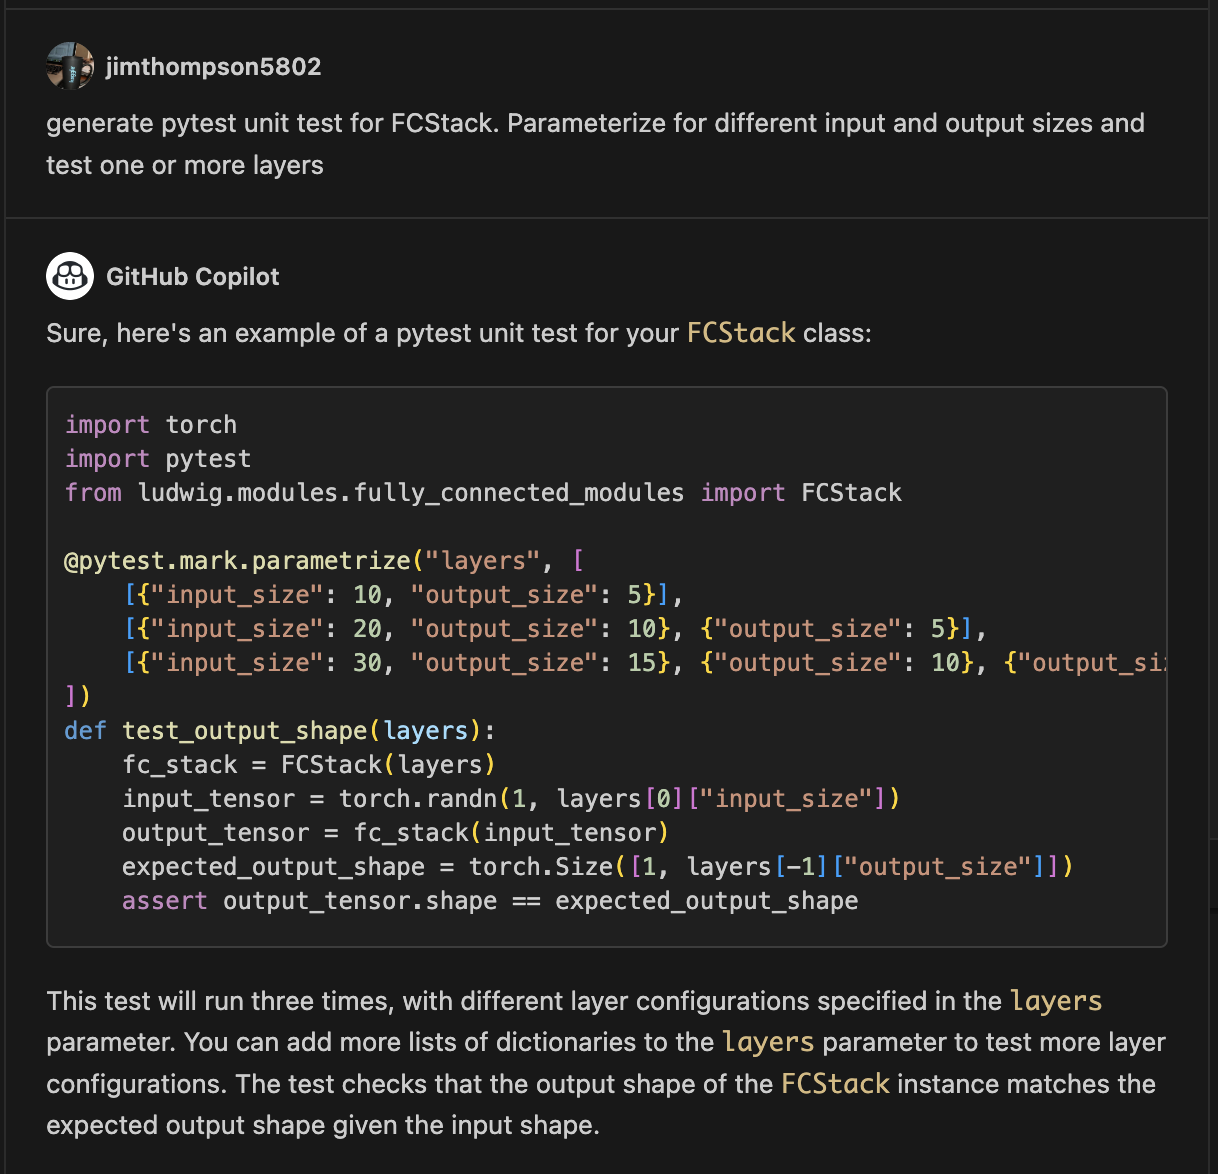 jimthompson5802
generate pytest unit test for FCStack. Parameterize for different input and output sizes and
test one or more layers
GitHub Copilot
Sure, here's an example of a pytest unit test for your FCStack class:
import torch
import pytest
from ludwig.modules.fully_connected_modules import FCStack
@pytest.mark.parametrize("layers", [
    [{"input_size": 10, "output_size": 5}],
    [{"input_size": 20, "output_size": 10}, {"output_size": 5}],
    [{"input_size": 30, "output_size": 15}, {"output_size": 10}, {"output_si
])
def test_output_shape(layers):
    fc_stack = FCStack(layers)
    input_tensor = torch.randn(1, layers[0]["input_size"])
    output_tensor = fc_stack(input_tensor)
    expected_output_shape = torch.Size([1, layers[-1]["output_size"]])
    assert output_tensor.shape == expected_output_shape
This test will run three times, with different layer configurations specified in the layers
parameter. You can add more lists of dictionaries to the layers parameter to test more layer
configurations. The test checks that the output shape of the FCStack instance matches the
expected output shape given the input shape.